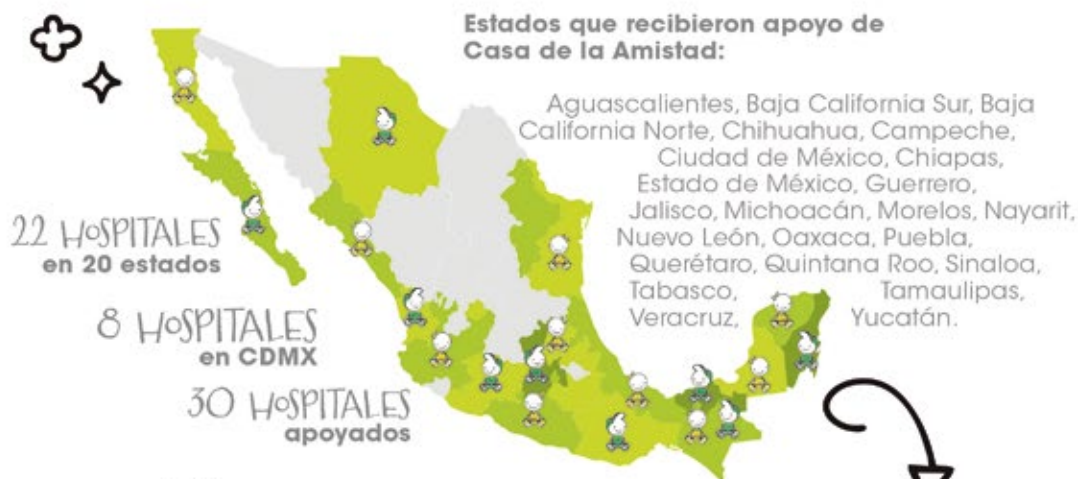 Estados que recibieron apoyo de
Casa de la Amistad:
Aguascalientes, Baja California Sur, Baja
California Norte, Chihuahua, Campeche,
Ciudad de México, Chiapas,
Estado de México, Guerrero,
Jalisco, Michoacán, Morelos, Nayarit,
Nuevo León, Oaxaca, Puebla,
Querétaro, Quintana Roo, Sinaloa,
Tabasco, Tamaulipas,
Veracruz, Yucatán.
22 HOSPITALES
en 20 estados
8 HOSPITALES
en CDMX
30 HOSPITALES
apoyados